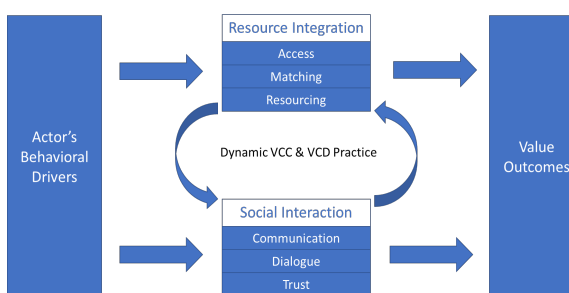 Actor's
Behavioral
Drivers
Resource Integration
Access
Matching
Resourcing
Dynamic VCC & VCD Practice
Social Interaction
Communication
Dialogue
Trust
Value
Outcomes